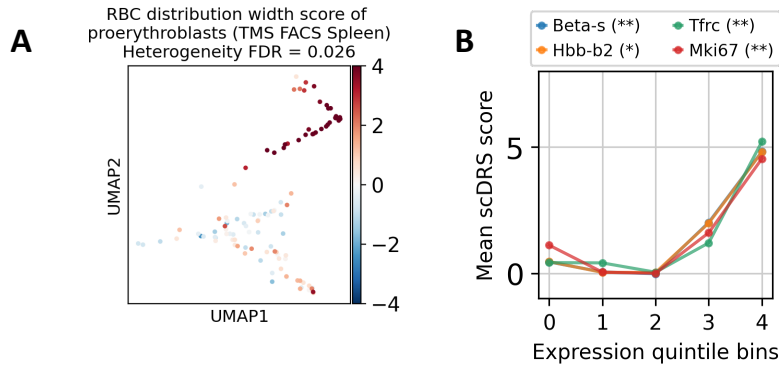 A
RBC distribution width score of
proerythroblasts (TMS FACS Spleen)
Heterogeneity FDR = 0.026
4
2
0
−2
−4
UMAP2
UMAP1
B
Beta-s (**)
Tfrc (**)
Hbb-b2 (*)
Mki67 (**)
Mean scDRS score
5
0
0 1 2 3 4
Expression quintile bins